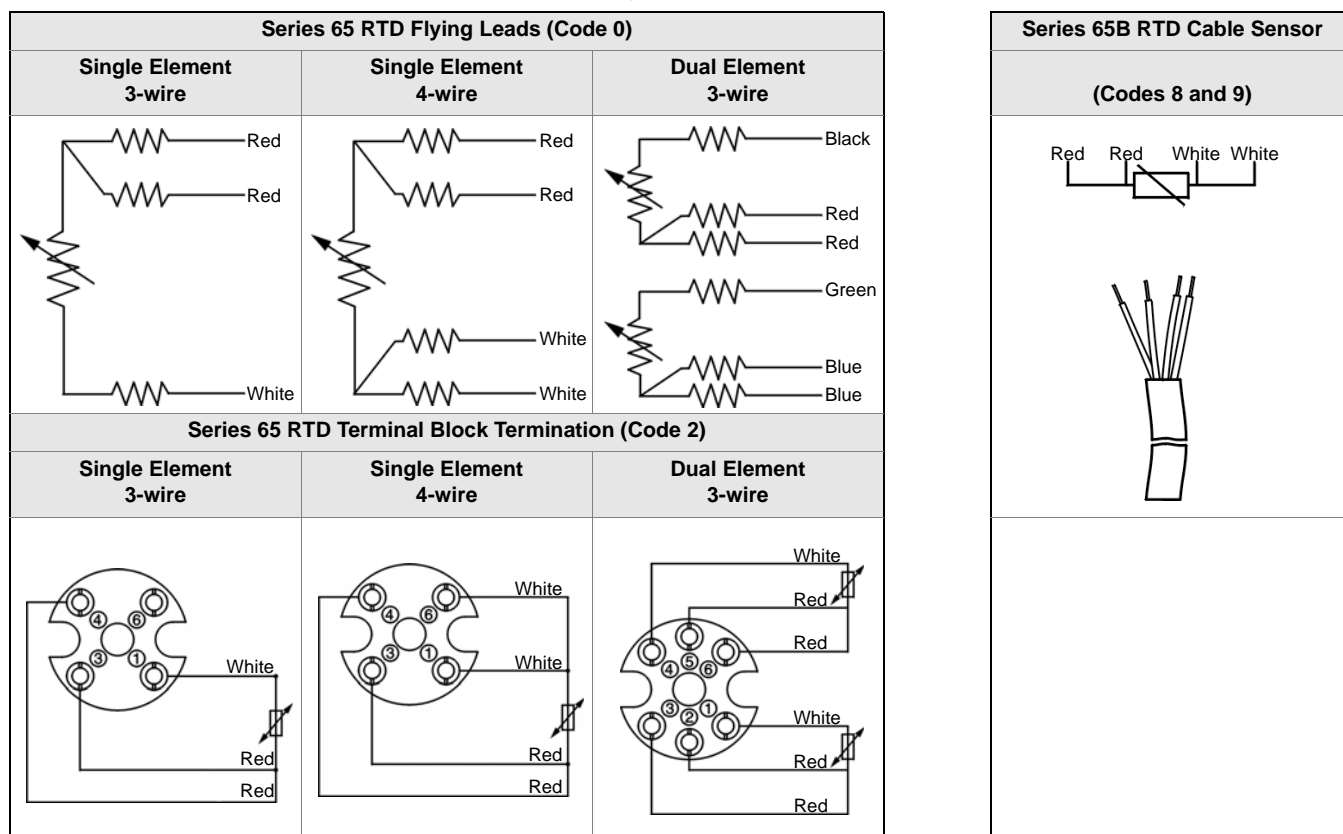 Series 65 RTD Flying Leads (Code 0)
Single Element
3-wire
Single Element
4-wire
Dual Element
3-wire
Red
Red
White
Red
Red
White
White
Black
Red
Red
Green
Blue
Blue
Series 65 RTD Terminal Block Termination (Code 2)
Single Element
3-wire
Single Element
4-wire
Dual Element
3-wire
4 6
3 1
White
Red
Red
4 6
3 1
White
White
Red
Red
White
Red
Red
4 5 6
3 2 1
White
Red
Red
Series 65B RTD Cable Sensor
(Codes 8 and 9)
Red Red White White